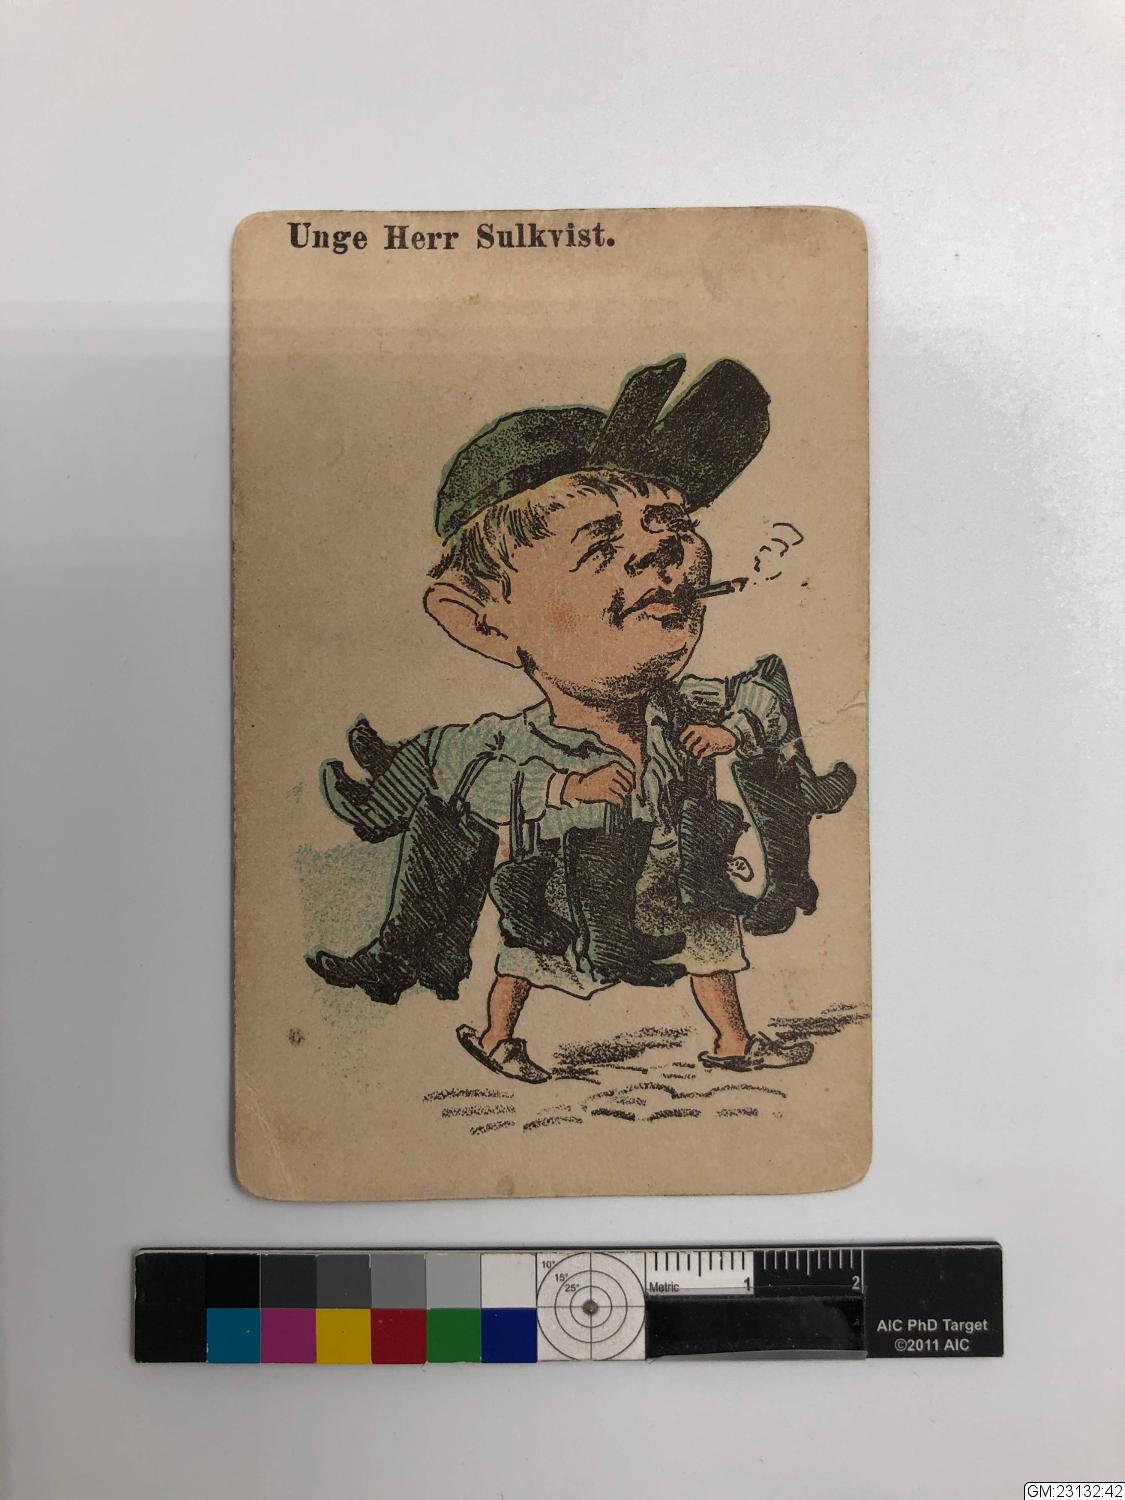 Unge Herr Sulkvist.
10°
15°
25°
Metric 1 2
AIC PhD Target
©2011 AIC
GM:23132:42